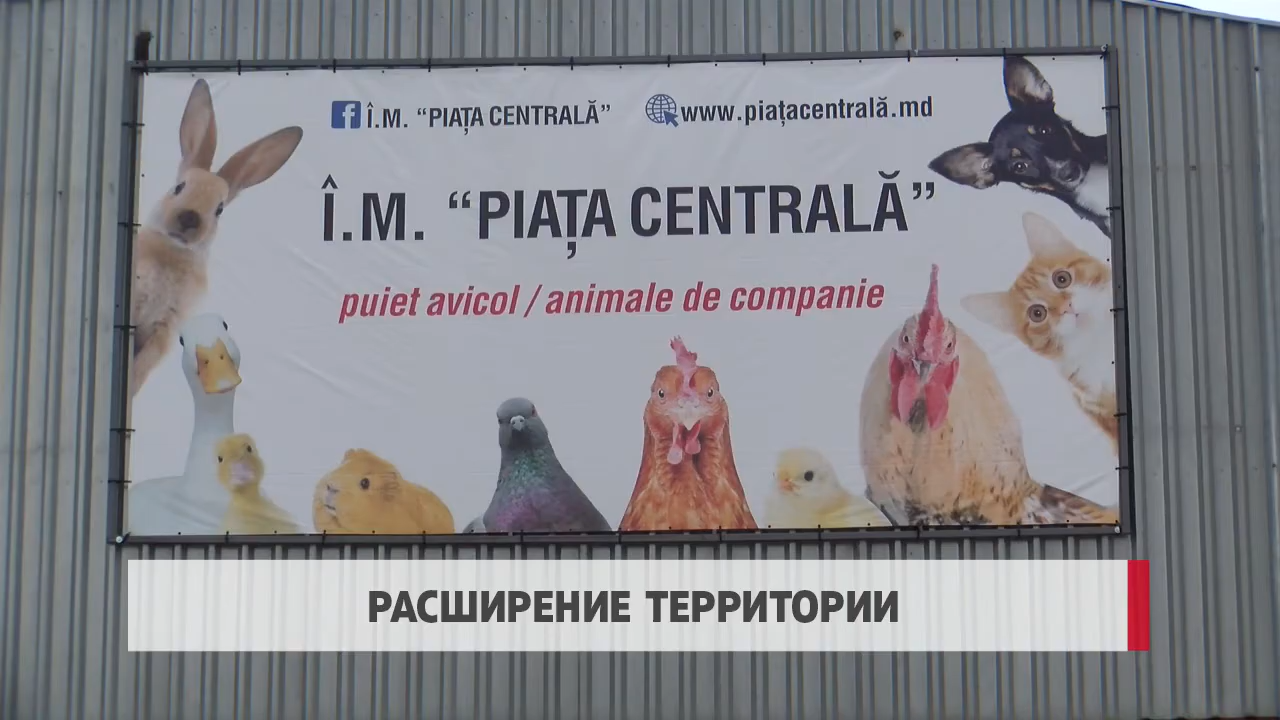 Î.M. "PIAȚA CENTRALĂ" www.piațacentrală.md
Î.M. “PIAȚA CENTRALĂ”
puiet avicol / animale de companie
РАСШИРЕНИЕ ТЕРРИТОРИИ